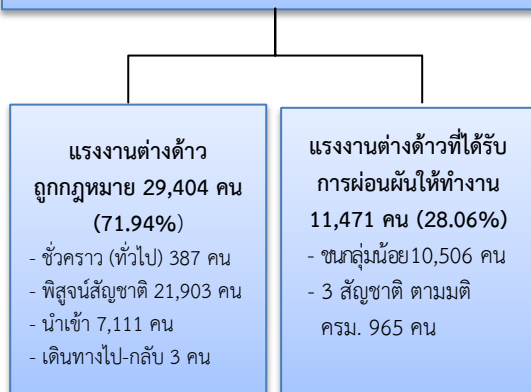 แรงงานต่างด้าว
ถูกกฎหมาย 29,404 คน
(71.94%)
- ชั่วคราว (ทั่วไป) 387 คน
- พิสูจน์สัญชาติ 21,903 คน
- นำเข้า 7,111 คน
- เดินทางไป-กลับ 3 คน
แรงงานต่างด้าวที่ได้รับ
การผ่อนผันให้ทำงาน
11,471 คน (28.06%)
- ชนกลุ่มน้อย10,506 คน
- 3 สัญชาติ ตามมติ
ครม. 965 คน